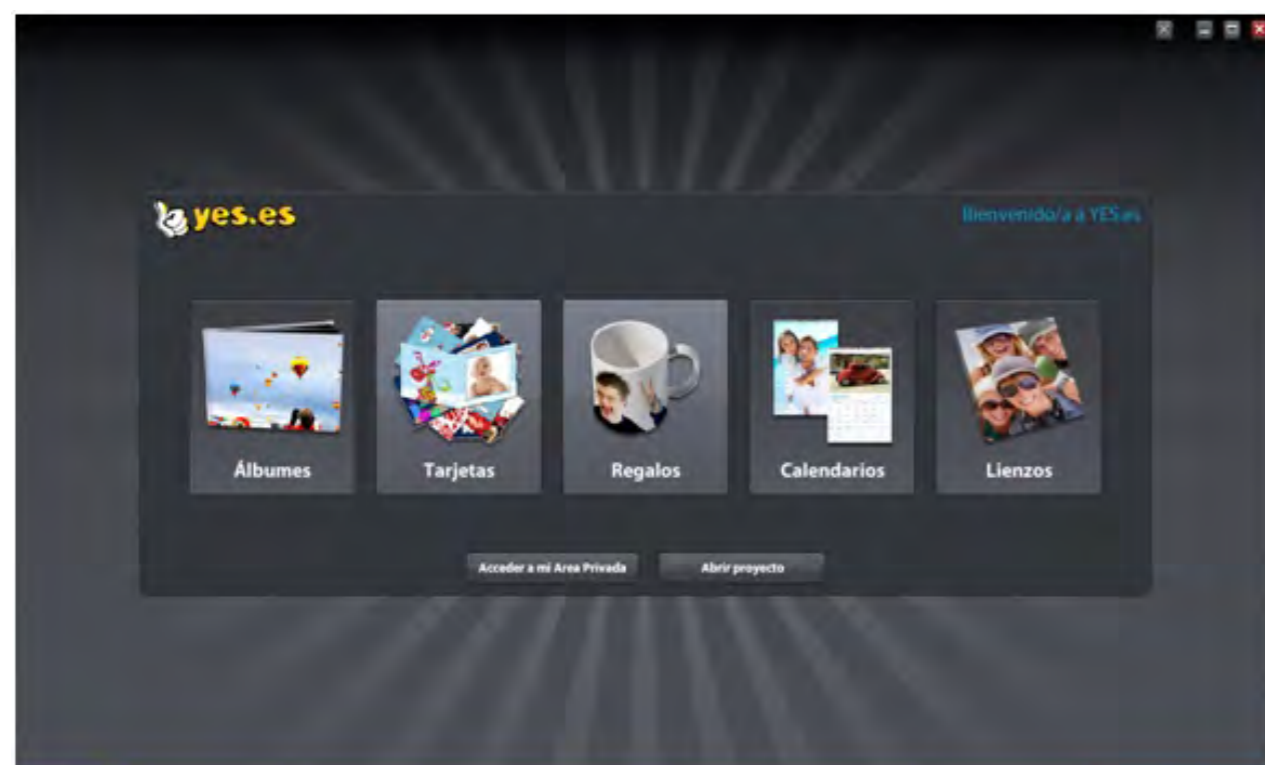 yes.es
Bienvenido/a a YES.es
Álbumes
Tarjetas
Regalos
Calendarios
Lienzos
Acceder a mi Area Privada
Abrir proyecto